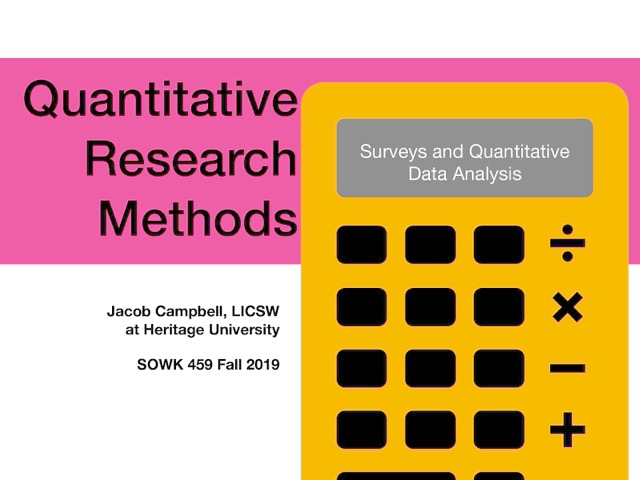 Quantitative
Research
Methods
Surveys and Quantitative
Data Analysis
÷
×
−
+
Jacob Campbell, LICSW
at Heritage University
SOWK 459 Fall 2019